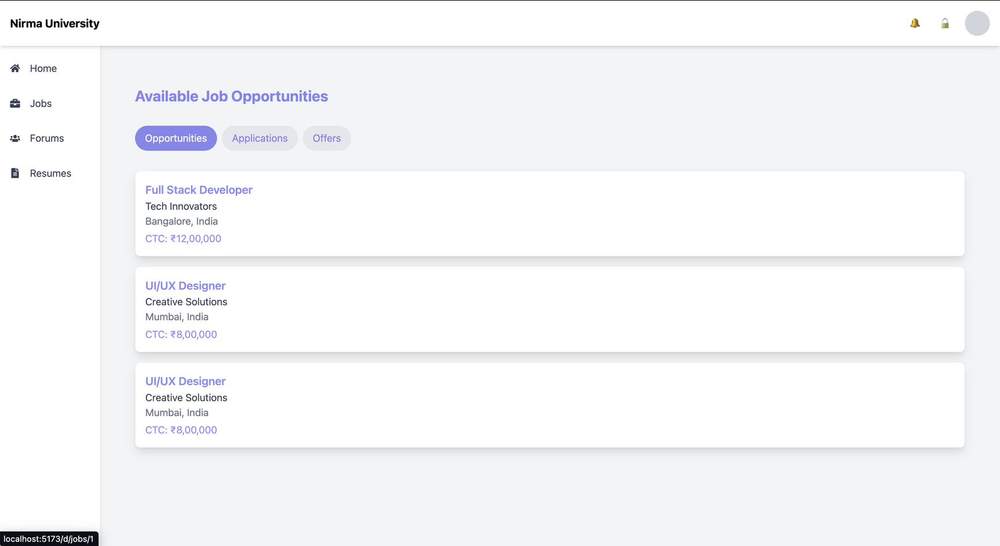 Nirma University
Home
Jobs
Forums
Resumes
Available Job Opportunities
Opportunities Applications Offers
Full Stack Developer
Tech Innovators
Bangalore, India
CTC: ₹12,00,000
UI/UX Designer
Creative Solutions
Mumbai, India
CTC: ₹8,00,000
UI/UX Designer
Creative Solutions
Mumbai, India
CTC: ₹8,00,000
localhost:5173/d/jobs/1